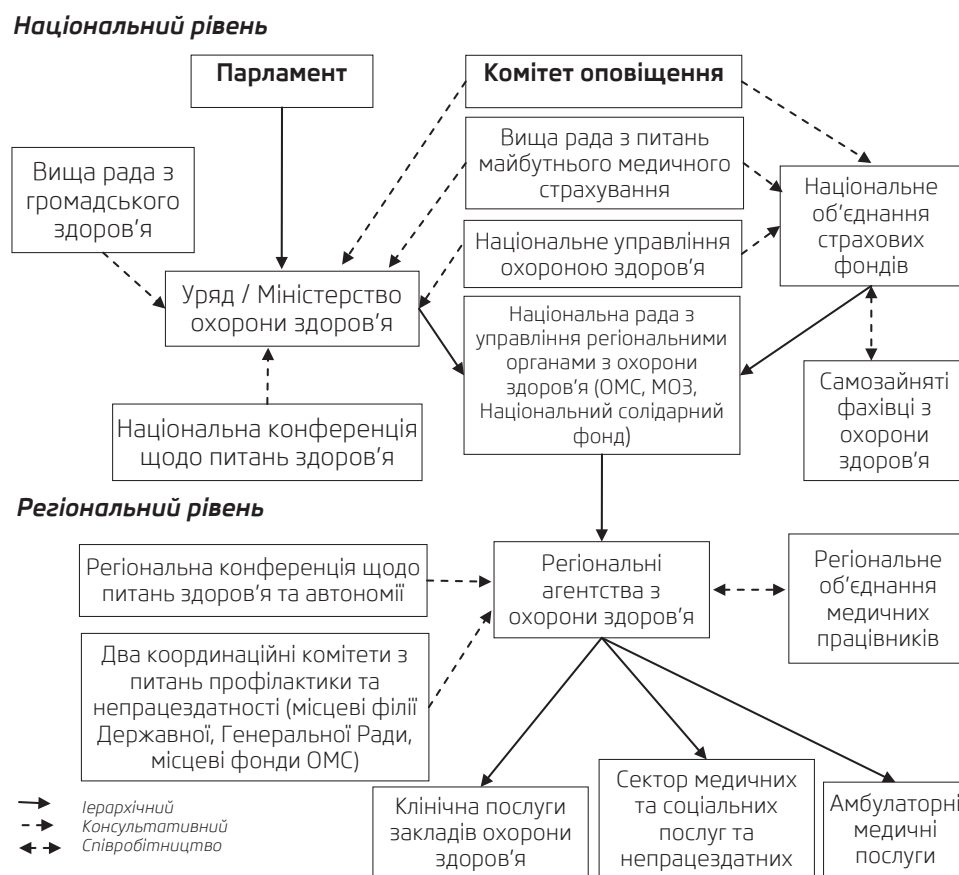 Національний рівень
Парламент
Комітет оповіщення
Вища рада з
громадського
здоров'я
Вища рада з питань
майбутнього медичного
страхування
Національне
об'єднання
страхових
фондів
Національне управління
охороною здоров'я
Уряд / Міністерство
охорони здоров'я
Національна рада з
управління регіональними
органами з охорони
здоров'я (ОМС, МОЗ,
Національний солідарний
фонд)
Самозайняті
фахівці з
охорони
здоров'я
Національна конференція
щодо питань здоров'я
Регіональний рівень
Регіональна конференція щодо
питань здоров'я та автономії
Регіональні
агентства з
охорони здоров'я
Регіональне
об'єднання
медичних
працівників
Два координаційні комітети з
питань профілактики та
непрацездатності (місцеві філії
Державної, Генеральної Ради,
місцеві фонди ОМС)
Клінічна послуги
закладів охорони
здоров'я
Сектор медичних
та соціальних
послуг та
непрацездатних
Амбулаторні
медичні
послуги
Ієрархічний
Консультативний
Співробітництво